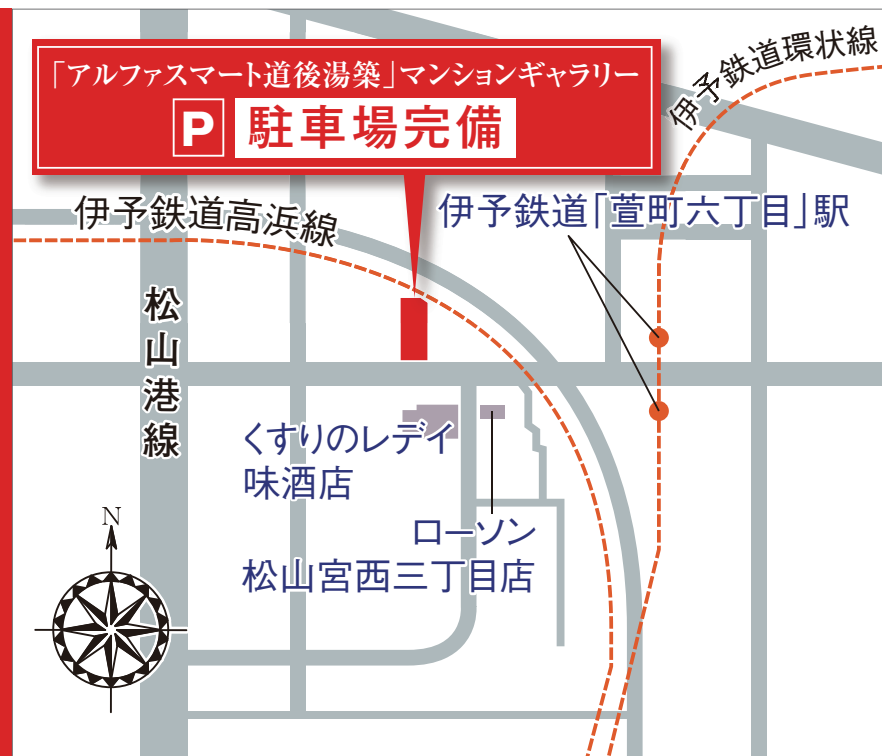 「アルファスマート道後湯築」マンションギャラリー
P 駐車場完備
伊予鉄道環状線
伊予鉄道高浜線
伊予鉄道「萱町六丁目」駅
松山港線
くすりのレデイ
味酒店
ローソン
松山宮西三丁目店
N